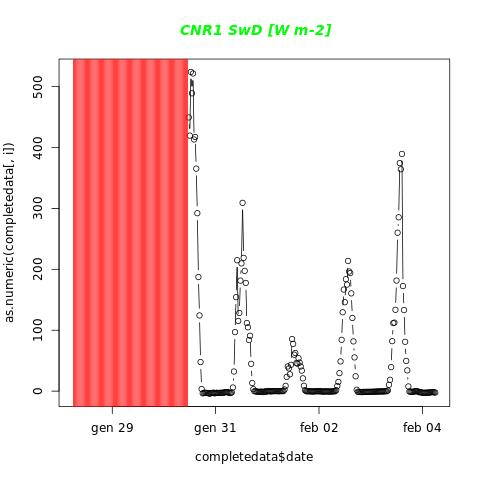 CNR1 SwD [W m-2]
as.numeric(completedata[, i])
500
400
300
200
100
0
gen 29
gen 31
feb 02
feb 04
completedata$date